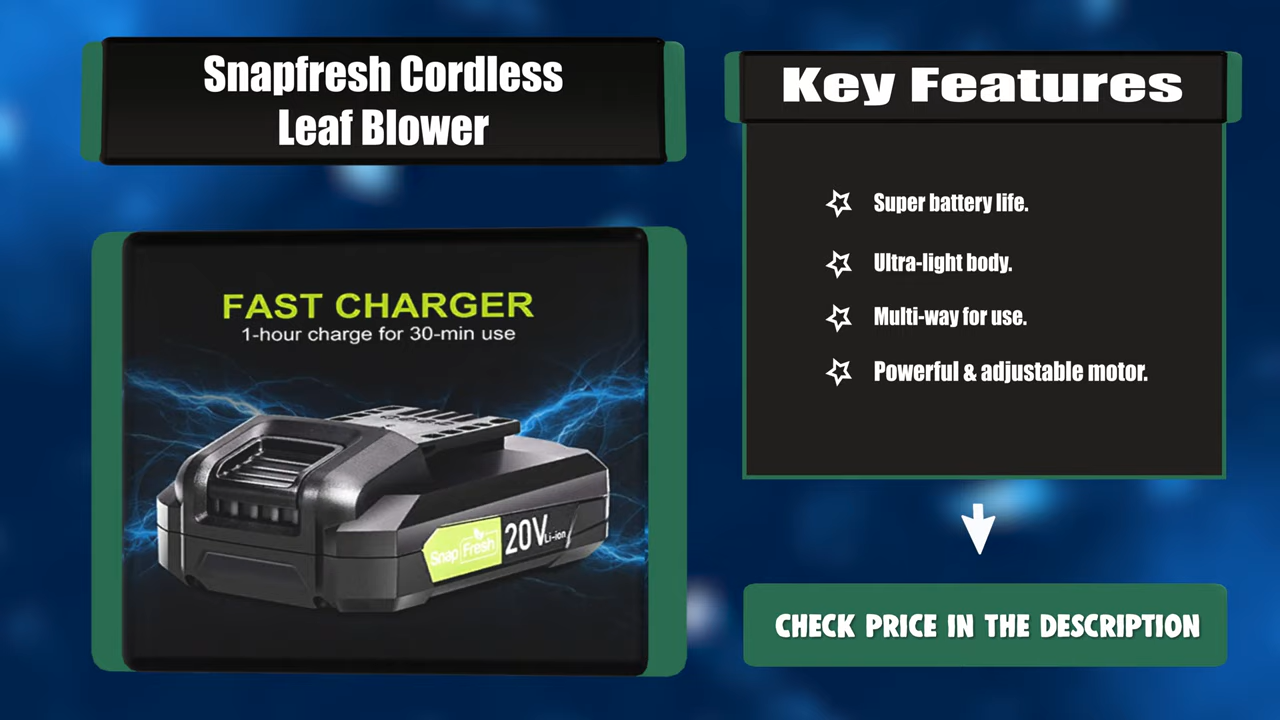 Snapfresh Cordless
Leaf Blower
FAST CHARGER
1-hour charge for 30-min use
Snap Fresh 20V Li-ion
Key Features
Super battery life.
Ultra-light body.
Multi-way for use.
Powerful & adjustable motor.
CHECK PRICE IN THE DESCRIPTION